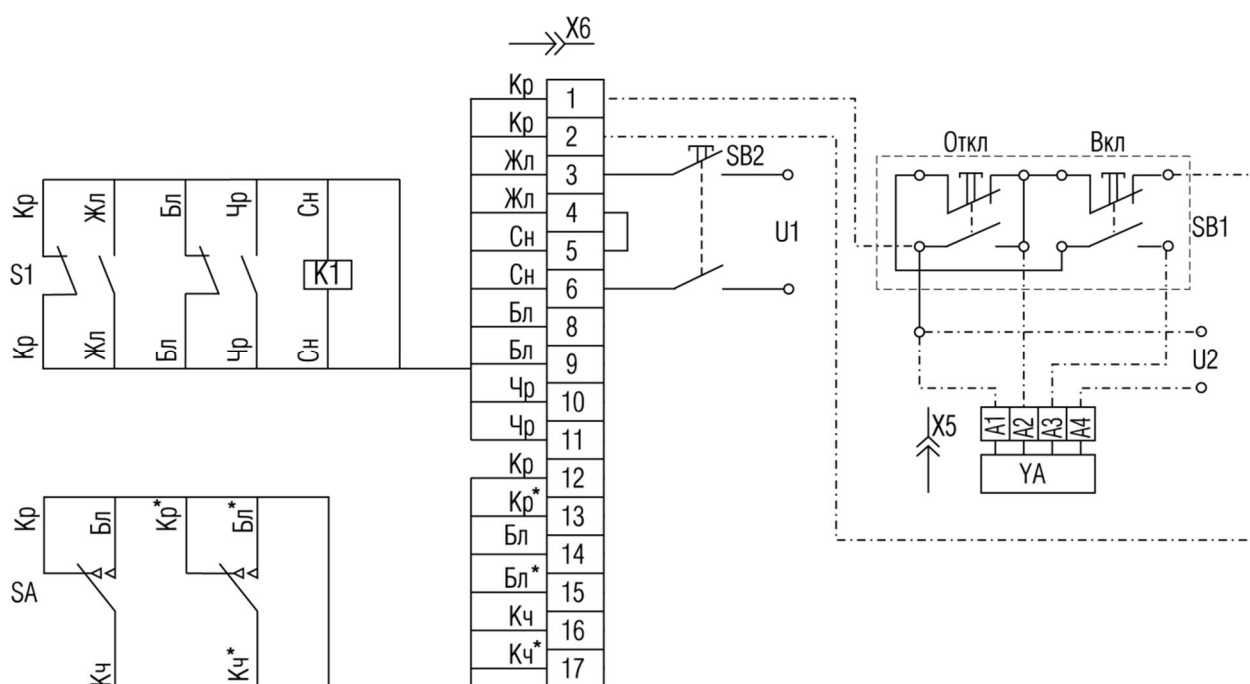 X6
Кр 1
Кр 2
Жл 3
Жл 4
Сн 5
Сн 6
Бл 8
Бл 9
Чр 10
Чр 11
Кр 12
Кр* 13
Бл 14
Бл* 15
Кч 16
Кч* 17
SB2
U1
Откл Вкл
SB1
U2
X5
A1 A2 A3 A4
YA
Кр Жл Бл Чр Сн
S1
K1
Кр Жл Бл Чр Сн
Кр Бл Кр* Бл*
SA
Кч Кч*